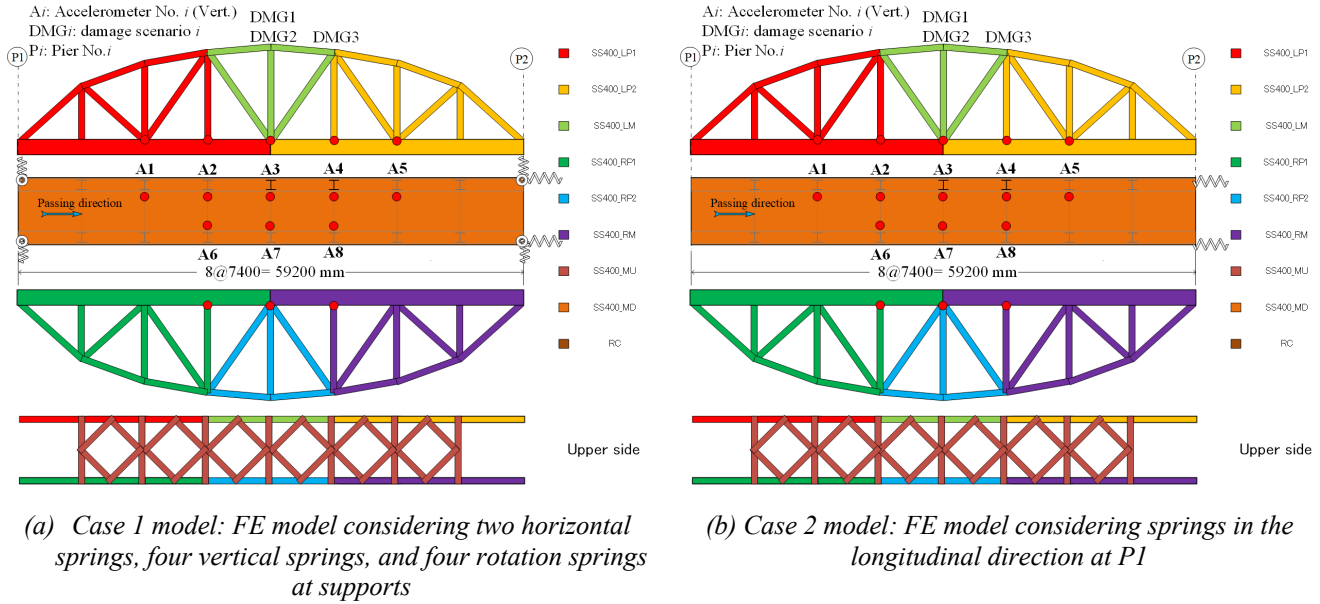 Ai: Accelerometer No. i (Vert.)
DMGi: damage scenario i
Pi: Pier No.i
DMG1
DMG2 DMG3
P1
P2
A1 A2 A3 A4 A5
Passing direction
A6 A7 A8
8@7400= 59200 mm
Upper side
SS400_LP1
SS400_LP2
SS400_LM
SS400_RP1
SS400_RP2
SS400_RM
SS400_MU
SS400_MD
RC
(a) Case 1 model: FE model considering two horizontal
springs, four vertical springs, and four rotation springs
at supports
Ai: Accelerometer No. i (Vert.)
DMGi: damage scenario i
Pi: Pier No.i
DMG1
DMG2 DMG3
P1
P2
A1 A2 A3 A4 A5
Passing direction
A6 A7 A8
8@7400= 59200 mm
Upper side
SS400_LP1
SS400_LP2
SS400_LM
SS400_RP1
SS400_RP2
SS400_RM
SS400_MU
SS400_MD
RC
(b) Case 2 model: FE model considering springs in the
longitudinal direction at P1